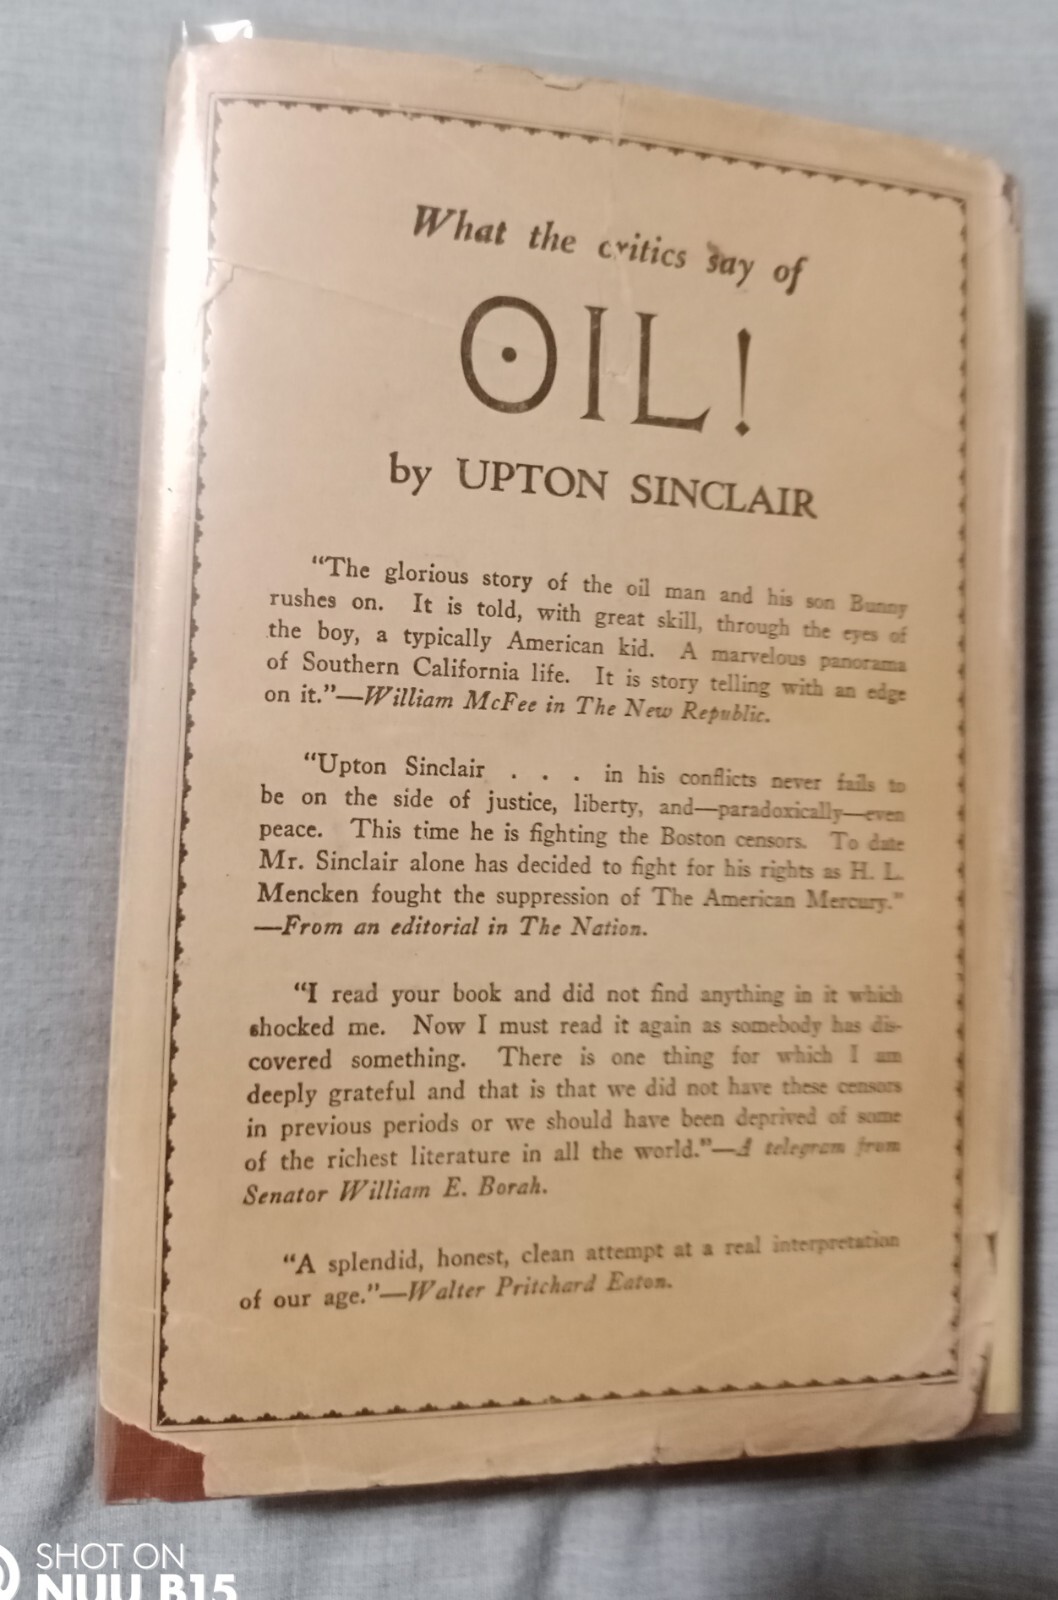 What the critics say of
OIL!
by UPTON SINCLAIR
"The glorious story of the oil man and his son Bunny
rushes on. It is told, with great skill, through the eyes of
the boy, a typically American kid. A marvelous panorama
of Southern California life. It is story telling with an edge
on it."—William McFee in The New Republic.
"Upton Sinclair . . . in his conflicts never fails to
be on the side of justice, liberty, and—paradoxically—even
peace. This time he is fighting the Boston censors. To date
Mr. Sinclair alone has decided to fight for his rights as H. L.
Mencken fought the suppression of The American Mercury."
—From an editorial in The Nation.
"I read your book and did not find anything in it which
shocked me. Now I must read it again as somebody has dis-
covered something. There is one thing for which I am
deeply grateful and that is that we did not have these censors
in previous periods or we should have been deprived of some
of the richest literature in all the world."—A telegram from
Senator William E. Borah.
"A splendid, honest, clean attempt at a real interpretation
of our age."—Walter Pritchard Eaton.
SHOT ON
NUU B15